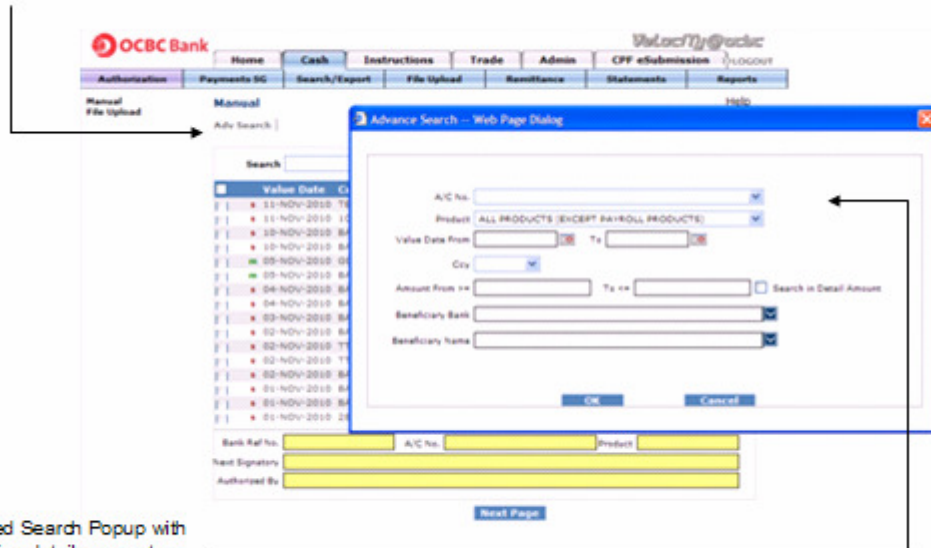 OCBC Bank
Velocity@ocbc
Home Cash Instructions Trade Admin CPF eSubmission LOGOUT
Authorization Payments SG Search/Export File Upload Remittance Statements Reports
Manual
File Upload
Manual
Help
Adv Search
Search
Value Date
11-NOV-2010
11-NOV-2010
10-NOV-2010
10-NOV-2010
05-NOV-2010
05-NOV-2010
04-NOV-2010
04-NOV-2010
03-NOV-2010
02-NOV-2010
02-NOV-2010
02-NOV-2010
02-NOV-2010
01-NOV-2010
01-NOV-2010
01-NOV-2010
Advance Search -- Web Page Dialog
A/C No.
Product ALL PRODUCTS (EXCEPT PAYROLL PRODUCTS)
Value Date From To
Ccy
Amount From >= To <= Search in Detail Amount
Beneficiary Bank
Beneficiary Name
OK Cancel
Bank Ref No. A/C No. Product
Next Signatory
Authorized By
Next Page
ed Search Popup with